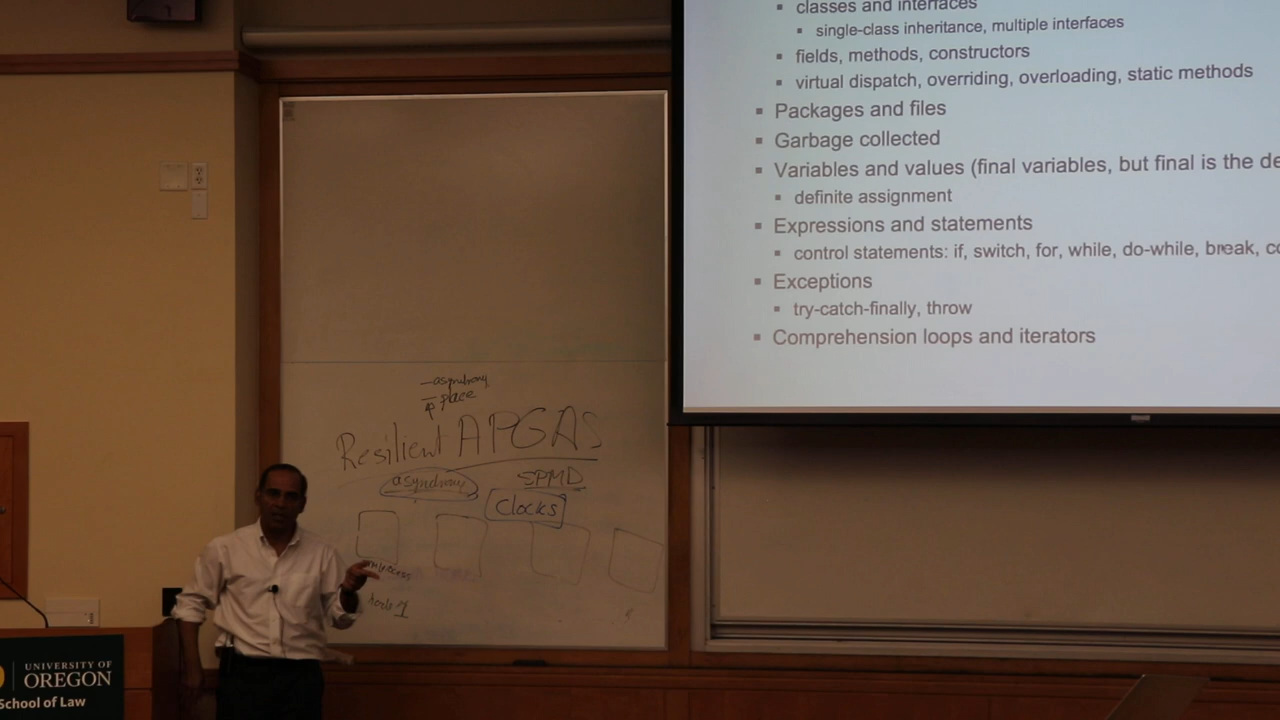 classes and interfaces
single-class inheritance, multiple interfaces
fields, methods, constructors
virtual dispatch, overriding, overloading, static methods
Packages and files
Garbage collected
Variables and values (final variables, but final is the de
definite assignment
Expressions and statements
control statements: if, switch, for, while, do-while, break, co
Exceptions
try-catch-finally, throw
Comprehension loops and iterators
– asynchrony
– place
Resilient APGAS
asynchrony SPMD
Clocks
UNIVERSITY OF
OREGON
School of Law